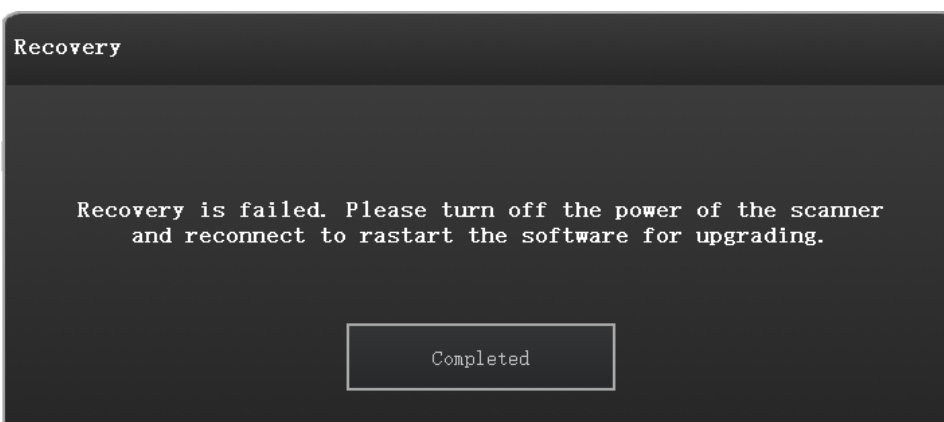 Recovery
Recovery is failed. Please turn off the power of the scanner
and reconnect to rastart the software for upgrading.
Completed